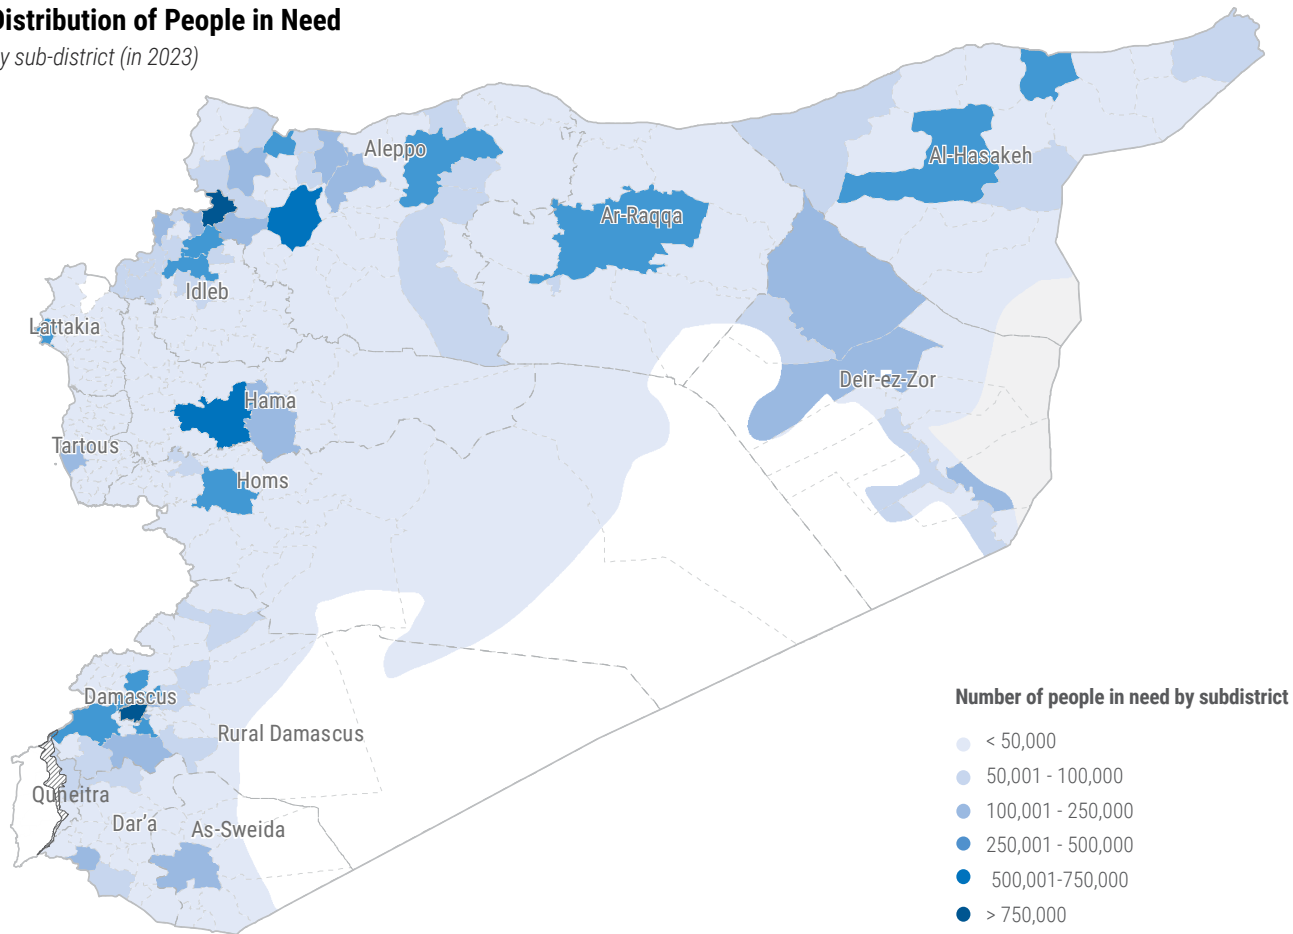 Distribution of People in Need
y sub-district (in 2023)
Aleppo
Al-Hasakeh
Ar-Raqqa
Idleb
Lattakia
Deir-ez-Zor
Hama
Tartous
Homs
Damascus
Rural Damascus
Quneitra
Dar'a
As-Sweida
Number of people in need by subdistrict
< 50,000
50,001 - 100,000
100,001 - 250,000
250,001 - 500,000
500,001-750,000
> 750,000